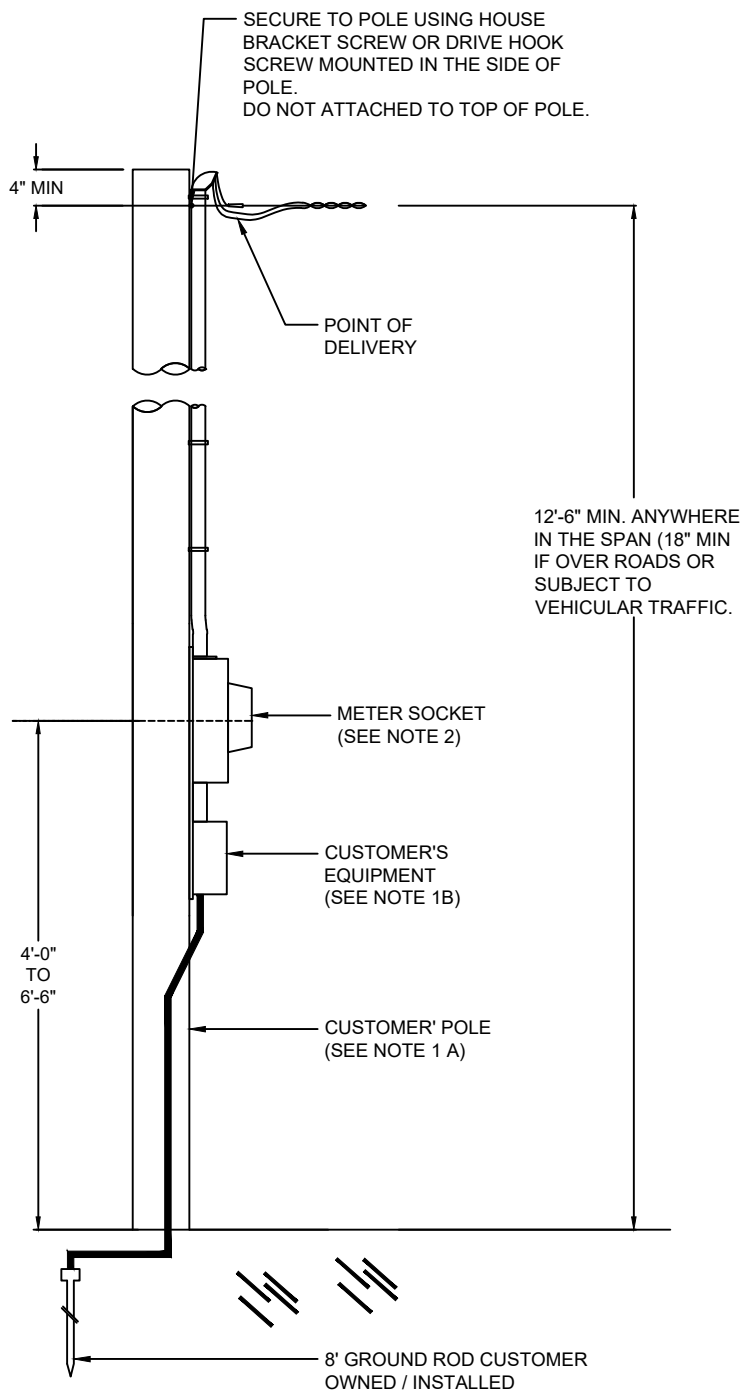 SECURE TO POLE USING HOUSE
BRACKET SCREW OR DRIVE HOOK
SCREW MOUNTED IN THE SIDE OF
POLE.
DO NOT ATTACHED TO TOP OF POLE.
4" MIN
POINT OF
DELIVERY
12'-6" MIN. ANYWHERE
IN THE SPAN (18" MIN
IF OVER ROADS OR
SUBJECT TO
VEHICULAR TRAFFIC.
METER SOCKET
(SEE NOTE 2)
CUSTOMER'S
EQUIPMENT
(SEE NOTE 1B)
4'-0"
TO
6'-6"
CUSTOMER' POLE
(SEE NOTE 1 A)
8' GROUND ROD CUSTOMER
OWNED / INSTALLED